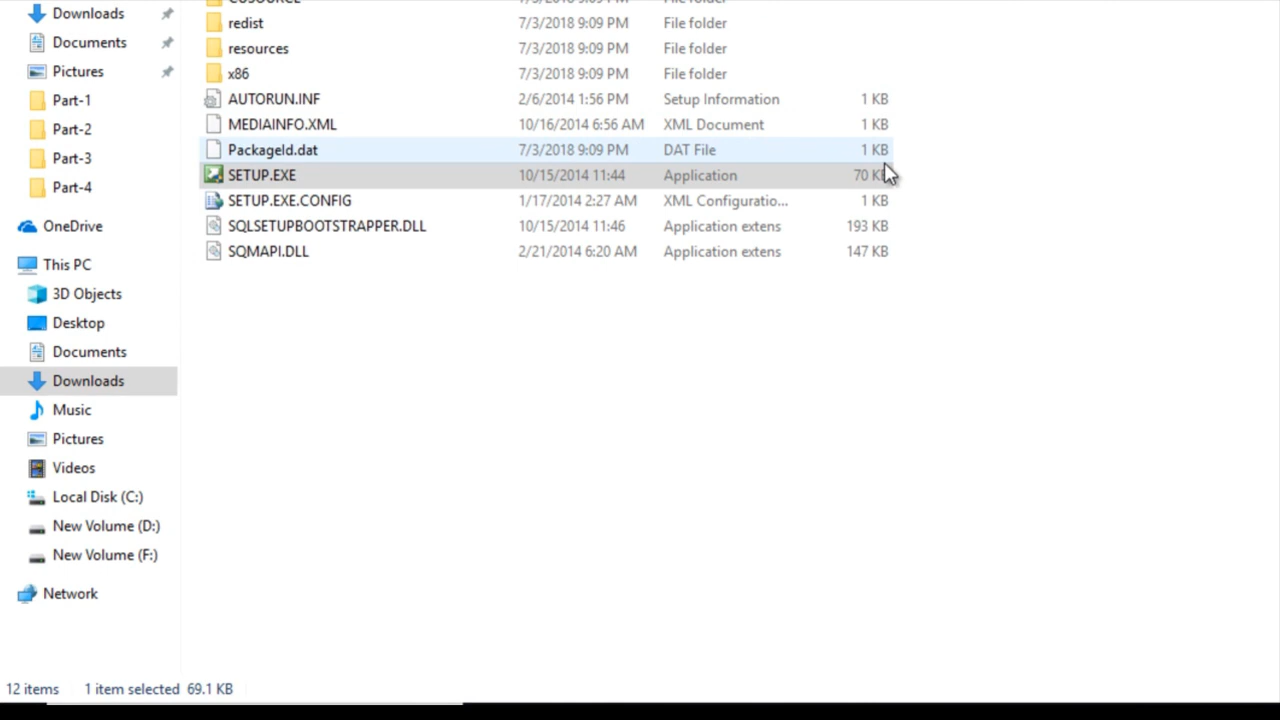 Downloads
Documents
Pictures
Part-1
Part-2
Part-3
Part-4
OneDrive
This PC
3D Objects
Desktop
Documents
Downloads
Music
Pictures
Videos
Local Disk (C:)
New Volume (D:)
New Volume (F:)
Network
redist 7/3/2018 9:09 PM File folder
resources 7/3/2018 9:09 PM File folder
x86 7/3/2018 9:09 PM File folder
AUTORUN.INF 2/6/2014 1:56 PM Setup Information 1 KB
MEDIAINFO.XML 10/16/2014 6:56 AM XML Document 1 KB
PackageId.dat 7/3/2018 9:09 PM DAT File 1 KB
SETUP.EXE 10/15/2014 11:44 Application 70
SETUP.EXE.CONFIG 1/17/2014 2:27 AM XML Configuratio... 1 KB
SQLSETUPBOOTSTRAPPER.DLL 10/15/2014 11:46 Application extens 193 KB
SQMAPI.DLL 2/21/2014 6:20 AM Application extens 147 KB
12 items 1 item selected 69.1 KB